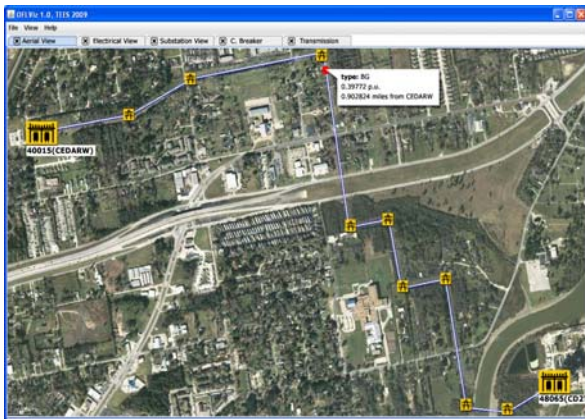 OFLViz 1.0, TEES 2009
File View Help
Aerial View Electrical View Substation View C. Breaker Transmission
type: BG
0.39772 p.u.
0.902824 miles from CEDARW
40015(CEDARW)
48065(CD2